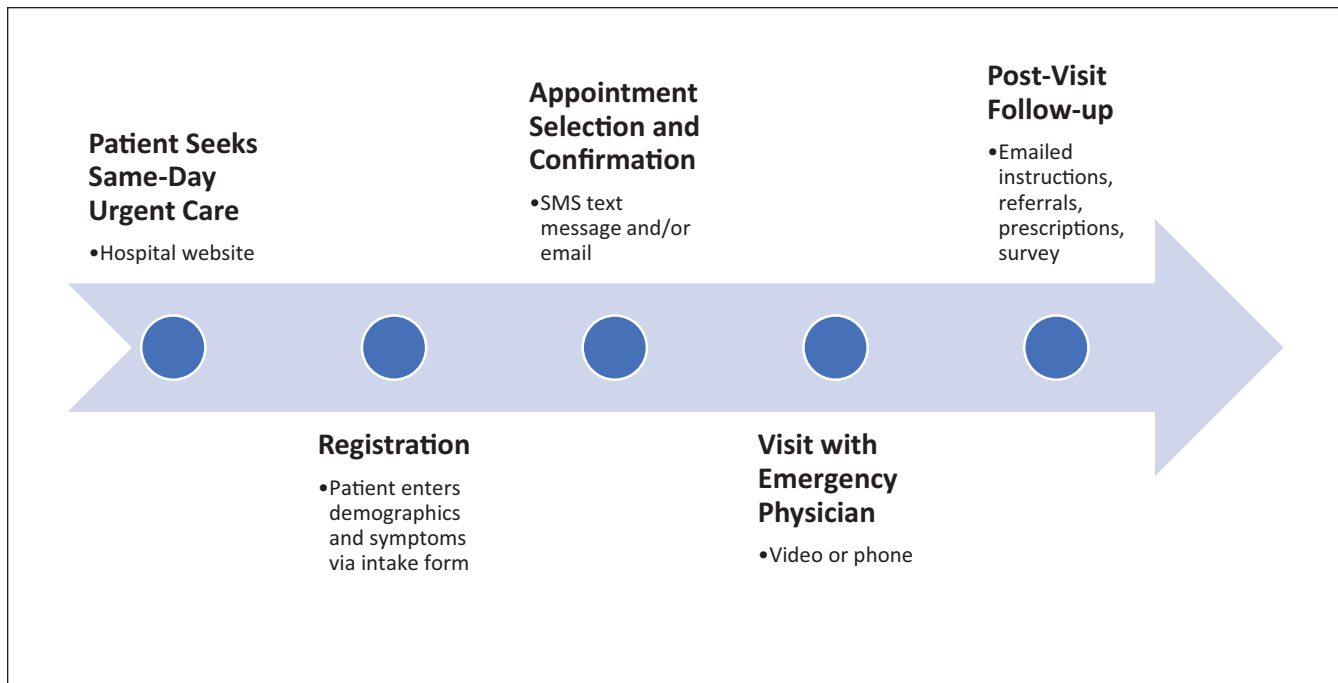 Patient Seeks
Same-Day
Urgent Care
•Hospital website
Registration
•Patient enters
demographics
and symptoms
via intake form
Appointment
Selection and
Confirmation
•SMS text
message and/or
email
Visit with
Emergency
Physician
•Video or phone
Post-Visit
Follow-up
•Emailed
instructions,
referrals,
prescriptions,
survey